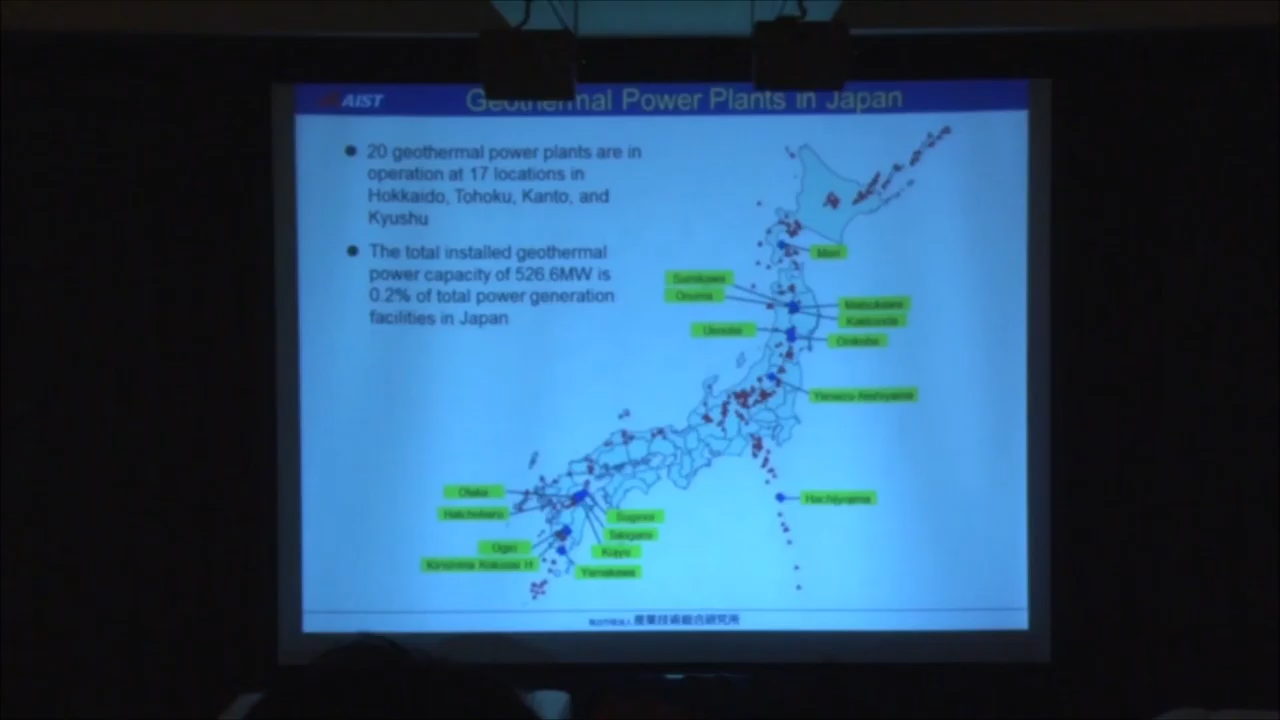 AIST
Geothermal Power Plants in Japan
20 geothermal power plants are in
operation at 17 locations in
Hokkaido, Tohoku, Kanto, and
Kyushu
The total installed geothermal
power capacity of 526.6MW is
0.2% of total power generation
facilities in Japan
Mori
Sumikawa
Onuma
Matsukawa
Kakkonda
Uenotai
Onikobe
Yanaizu-Nishiyama
Otake
Hachijyojima
Hatchobaru
Suginoi
Takigami
Ogiri
Kujyu
Kirishima Kokusai H
Yamakawa
産業技術総合研究所